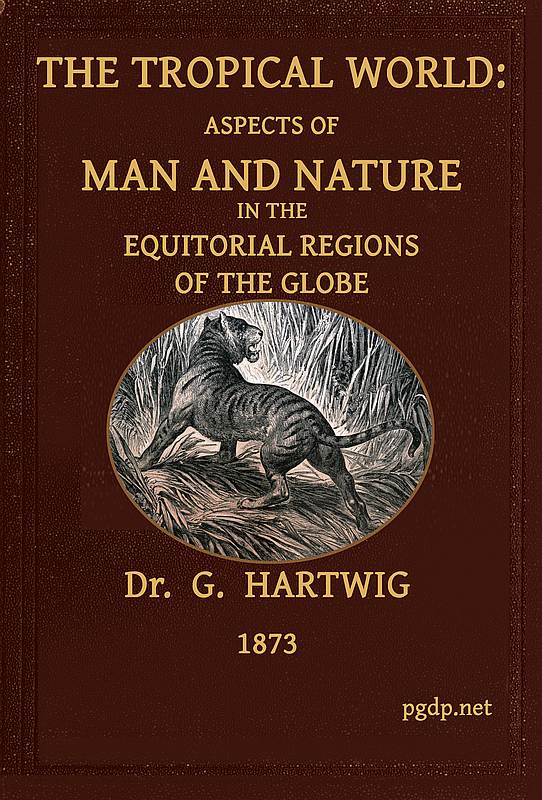 THE TROPICAL WORLD:
ASPECTS OF
MAN AND NATURE
IN THE
EQUITORIAL REGIONS
OF THE GLOBE
Dr. G. HARTWIG
1873
pgdp.net